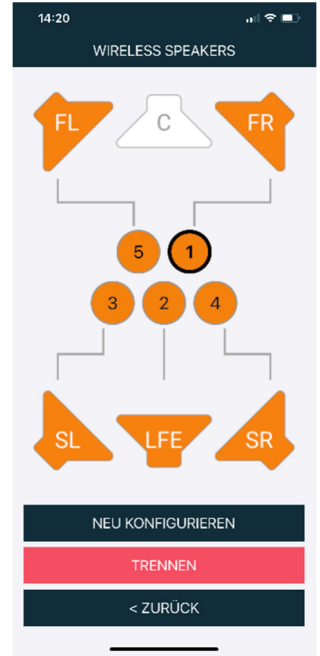 14:20
WIRELESS SPEAKERS
FL C FR
5 1
3 2 4
SL LFE SR
NEU KONFIGURIEREN
TRENNEN
< ZURÜCK